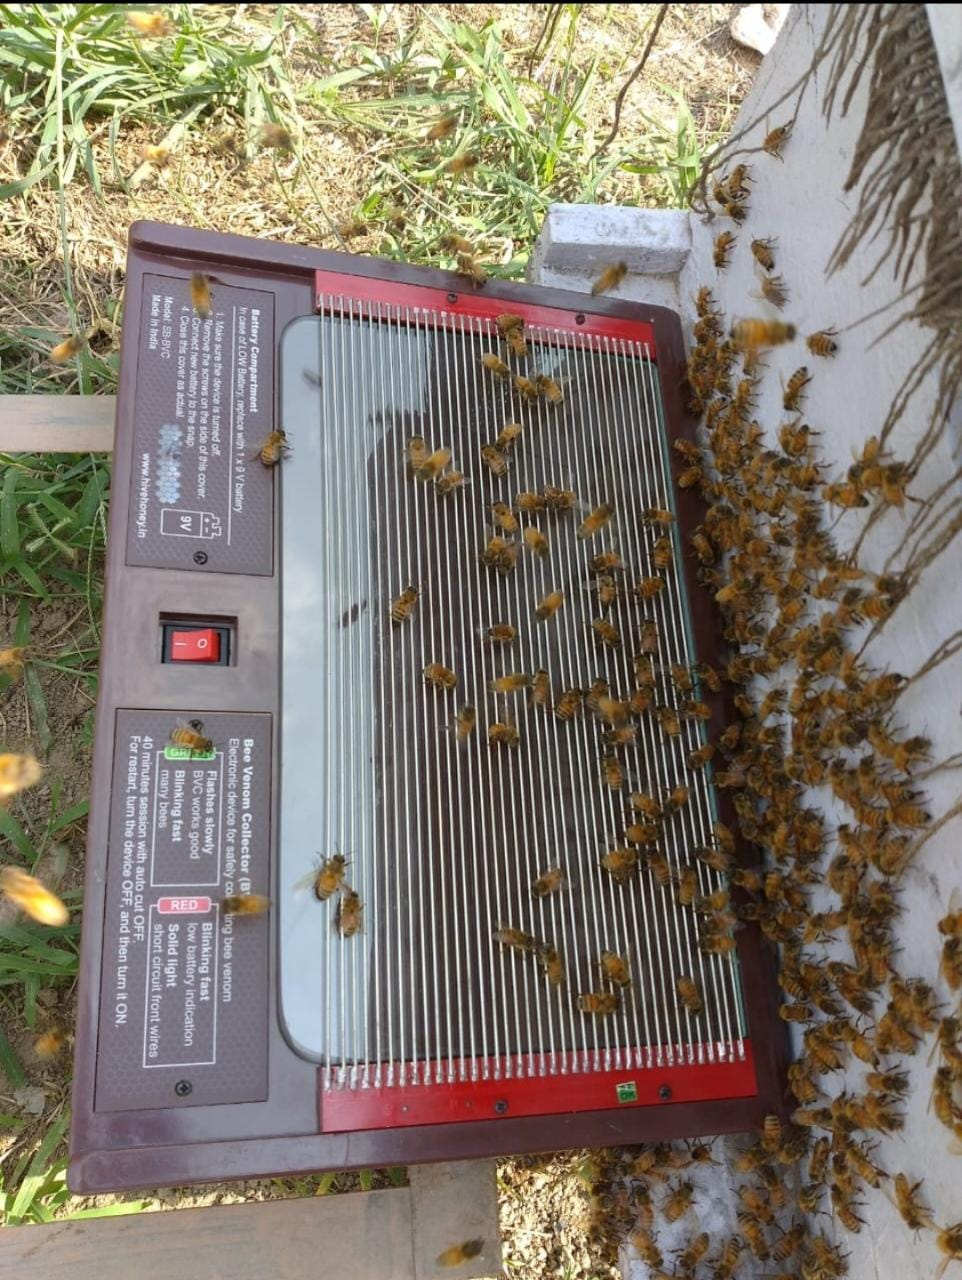 Battery Compartment
In case of LOW Battery, replace with 1 x 9 V battery
1. Make sure the device is turned off.
Remove the screws on the side of this cover.
Connect new battery to the snap.
4. Close this cover as actual.
Model: SB-BVC
Made in India
www.hivehoney.in
9V
I O
Bee Venom Collector (B
Electronic device for safely bee venom
Flashes slowly
BVC works good
Blinking fast
many bees
RED
Blinking fast
low battery indication
Solid light
short circuit front wires
40 minutes session with auto cut OFF.
For restart, turn the device OFF, and then turn it ON.
OK